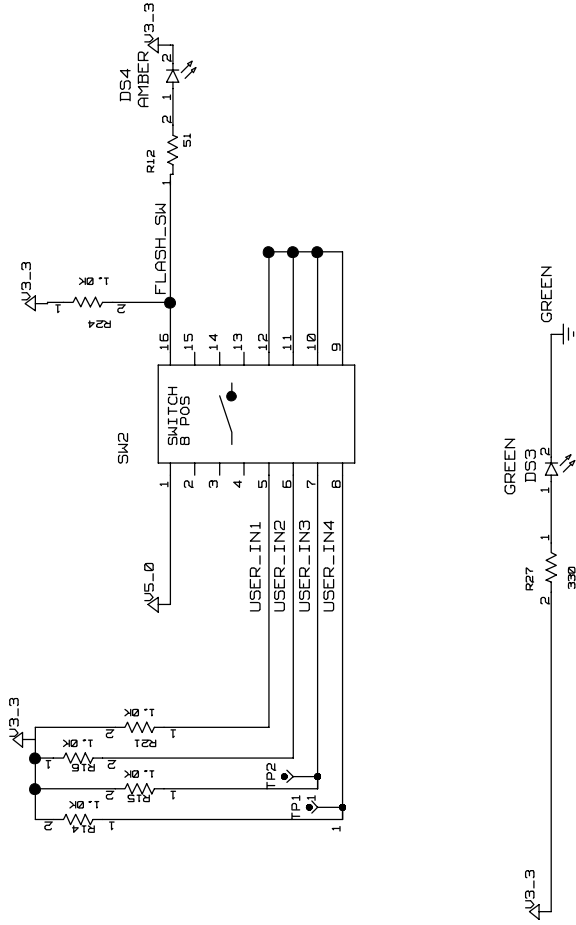 V3_3
DS4
AMBER
2
1
2
R12
51
1
V3_3
1
1.0K
R24
2
FLASH_SW
SW2
SWITCH
8 POS
16
15
14
13
12
11
10
9
1
2
3
4
5
6
7
8
V5_0
USER_IN1
USER_IN2
USER_IN3
USER_IN4
V3_3
2
1.0K
R21
1
1
1.0K
R16
2
2
1.0K
R15
1
2
1.0K
R14
1
TP2
TP1
1
1
GREEN
GREEN
DS3
2
1
1
R27
330
2
V3_3